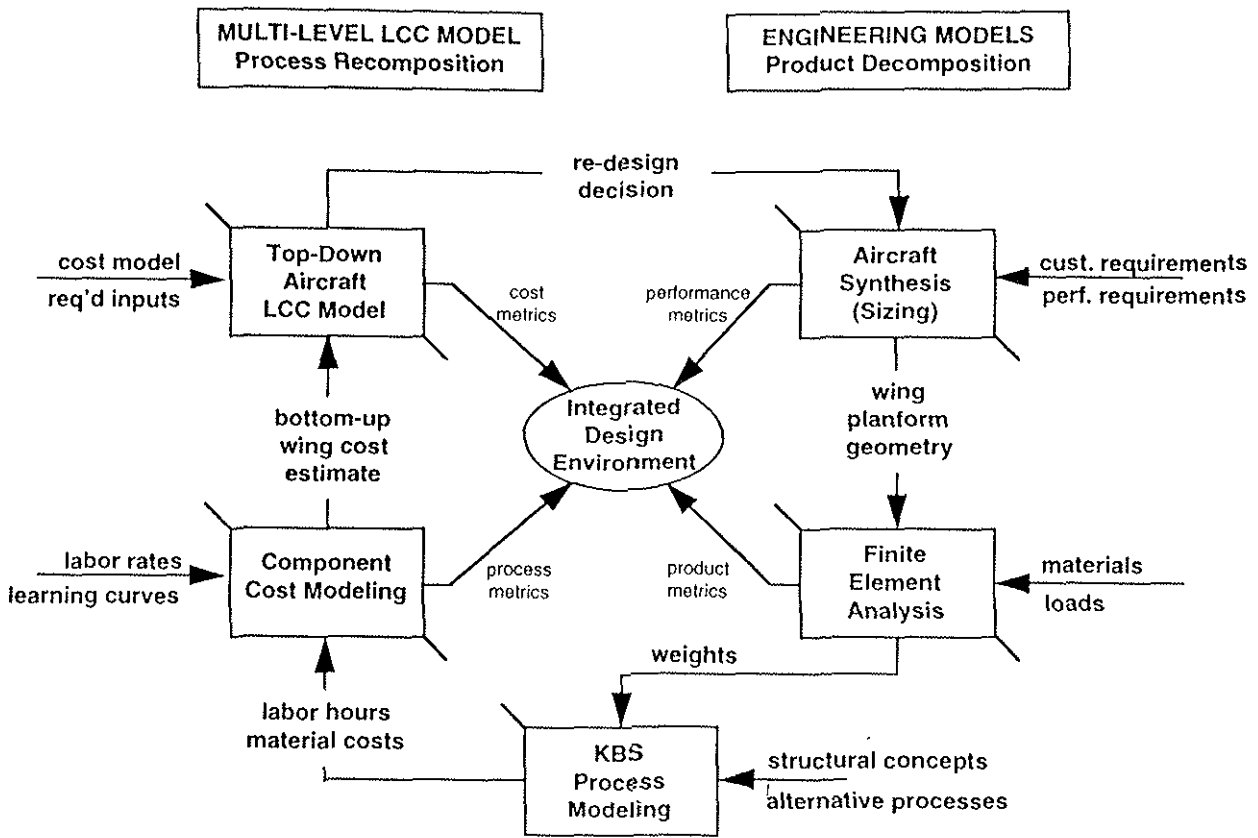 MULTI-LEVEL LCC MODEL
Process Recomposition
ENGINEERING MODELS
Product Decomposition
re-design
decision
cost model
req'd inputs
Top-Down
Aircraft
LCC Model
cost
metrics
performance
metrics
Aircraft
Synthesis
(Sizing)
cust. requirements
perf. requirements
bottom-up
wing cost
estimate
Integrated
Design
Environment
wing
planform
geometry
labor rates
learning curves
Component
Cost Modeling
process
metrics
product
metrics
Finite
Element
Analysis
materials
loads
weights
labor hours
material costs
KBS
Process
Modeling
structural concepts
alternative processes